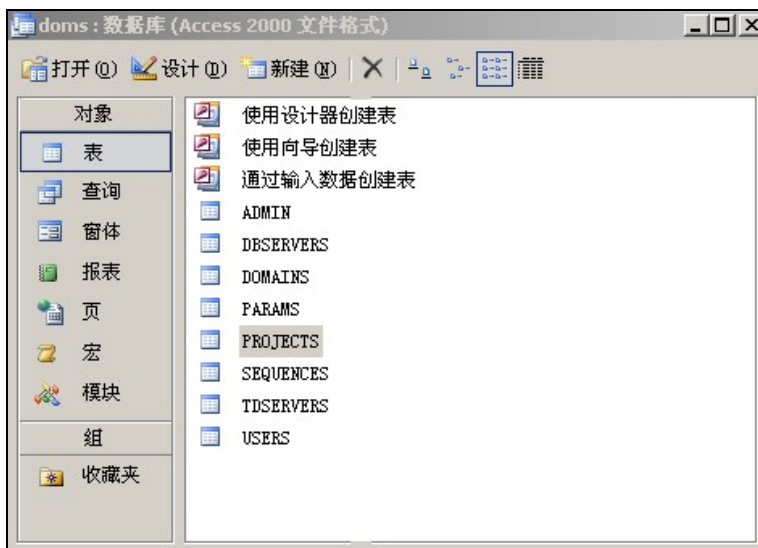 doms : 数据库 (Access 2000 文件格式)
打开(O) 设计(D) 新建(N)
对象
表
查询
窗体
报表
页
宏
模块
组
收藏夹
使用设计器创建表
使用向导创建表
通过输入数据创建表
ADMIN
DBSERVERS
DOMAINS
PARAMS
PROJECTS
SEQUENCES
TDSERVERS
USERS